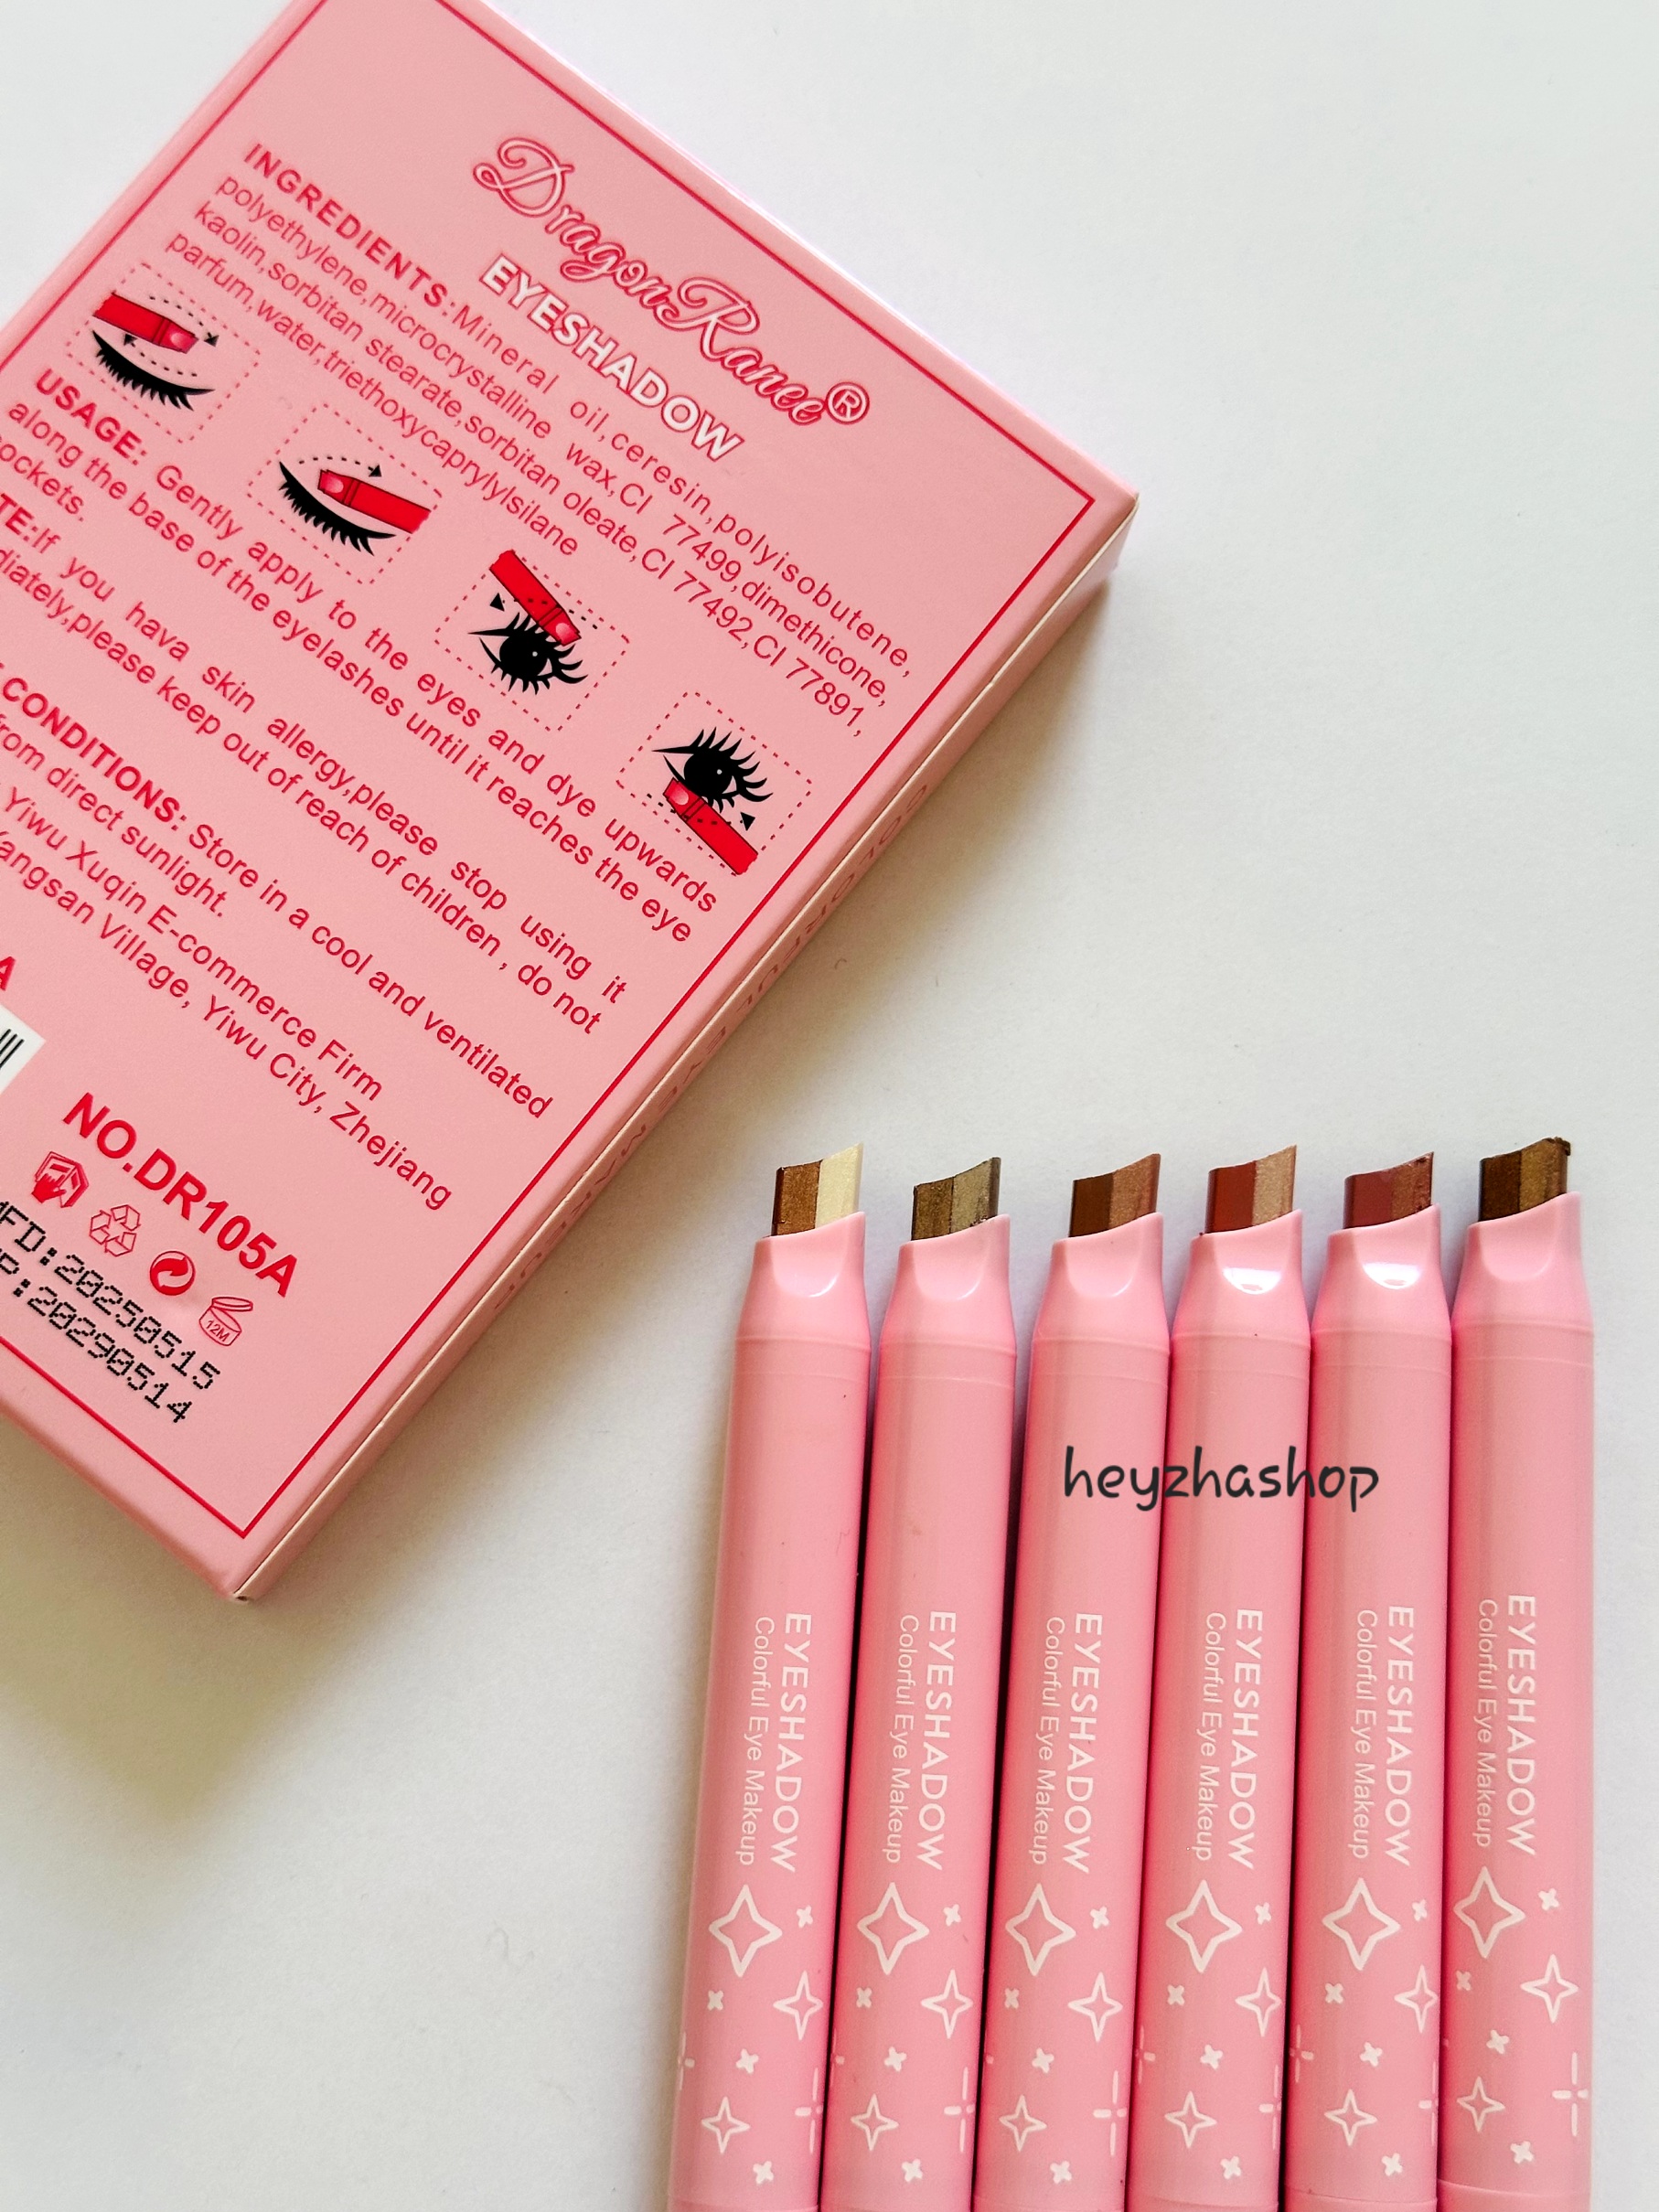 DragonRanee®
EYESHADOW
INGREDIENTS:Mineral oil,ceresin,polyisobutene,
polyethylene,microcrystalline wax,CI 77499,dimethicone,
kaolin,sorbitan stearate,sorbitan oleate,CI 77492,CI 77891,
parfum,water,triethoxycaprylylsilane
USAGE: Gently apply to the eyes and dye upwards
along the base of the eyelashes until it reaches the eye
sockets.
If you hava skin allergy,please stop using it
please keep out of reach of children , do not
CONDITIONS: Store in a cool and ventilated
from direct sunlight.
Yiwu Xuqin E-commerce Firm
Village, Yiwu City, Zhejiang
NO.DR105A
12M
MFD:20250515
20290514
heyzhashop
EYESHADOW
Colorful Eye Makeup
EYESHADOW
Colorful Eye Makeup
EYESHADOW
Colorful Eye Makeup
EYESHADOW
Colorful Eye Makeup
EYESHADOW
Colorful Eye Makeup
EYESHADOW
Colorful Eye Makeup